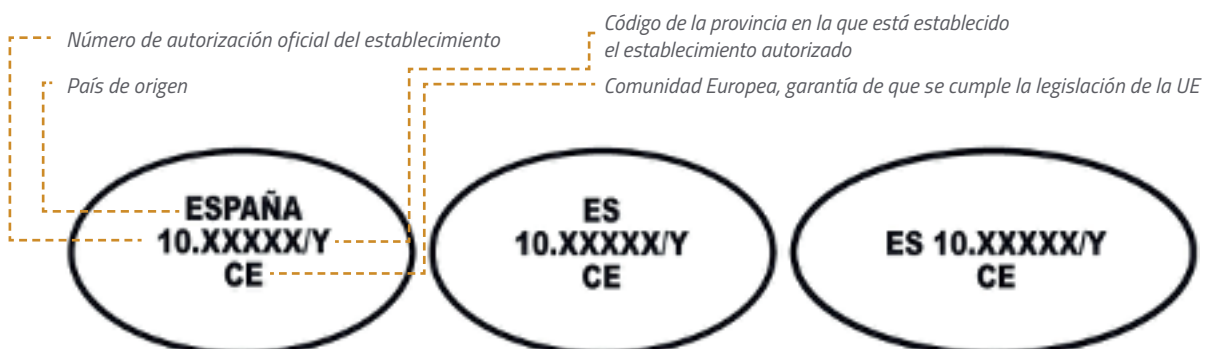 Número de autorización oficial del establecimiento
País de origen
Código de la provincia en la que está establecido
el establecimiento autorizado
Comunidad Europea, garantía de que se cumple la legislación de la UE
ESPAÑA
10.XXXXX/Y
CE
ES
10.XXXXX/Y
CE
ES 10.XXXXX/Y
CE